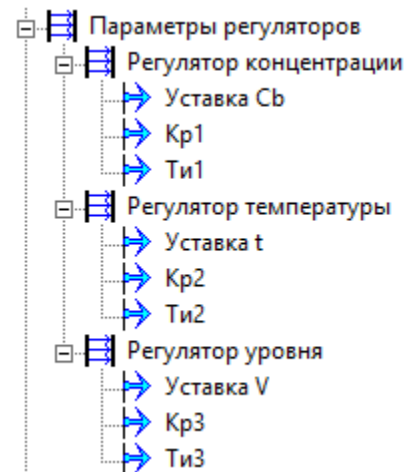 Параметры регуляторов
Регулятор концентрации
Уставка Cb
Кр1
Ти1
Регулятор температуры
Уставка t
Кр2
Ти2
Регулятор уровня
Уставка V
Кр3
Ти3